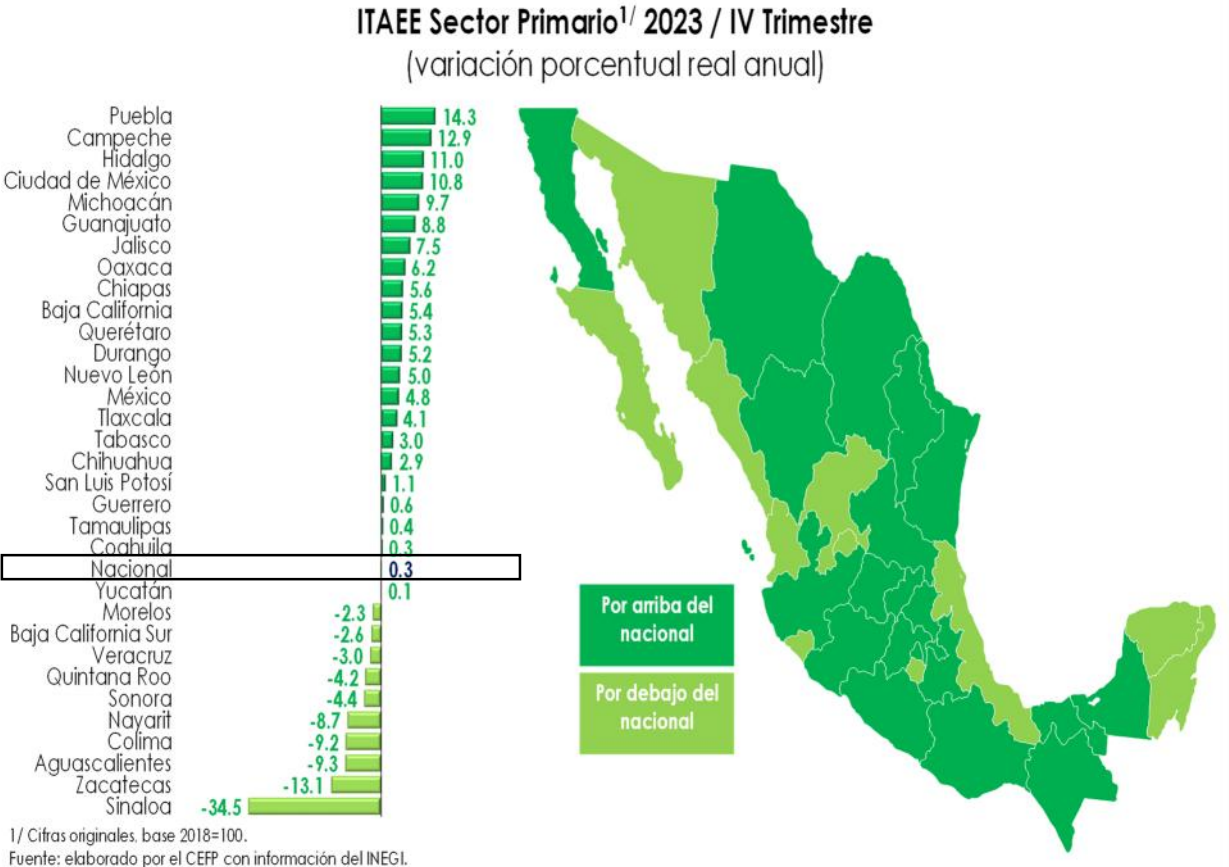 ITAEE Sector Primario1/ 2023 / IV Trimestre
(variación porcentual real anual)
Puebla 14.3
Campeche 12.9
Hidalgo 11.0
Ciudad de México 10.8
Michoacán 9.7
Guanajuato 8.8
Jalisco 7.5
Oaxaca 6.2
Chiapas 5.6
Baja California 5.4
Querétaro 5.3
Durango 5.2
Nuevo León 5.0
México 4.8
Tlaxcala 4.1
Tabasco 3.0
Chihuahua 2.9
San Luis Potosí 1.1
Guerrero 0.6
Tamaulipas 0.4
Coahuila 0.3
Nacional 0.3
Yucatán 0.1
Morelos -2.3
Baja California Sur -2.6
Veracruz -3.0
Quintana Roo -4.2
Sonora -4.4
Nayarit -8.7
Colima -9.2
Aguascalientes -9.3
Zacatecas -13.1
Sinaloa -34.5
Por arriba del
nacional
Por debajo del
nacional
1/ Cifras originales, base 2018=100.
Fuente: elaborado por el CEFP con información del INEGI.